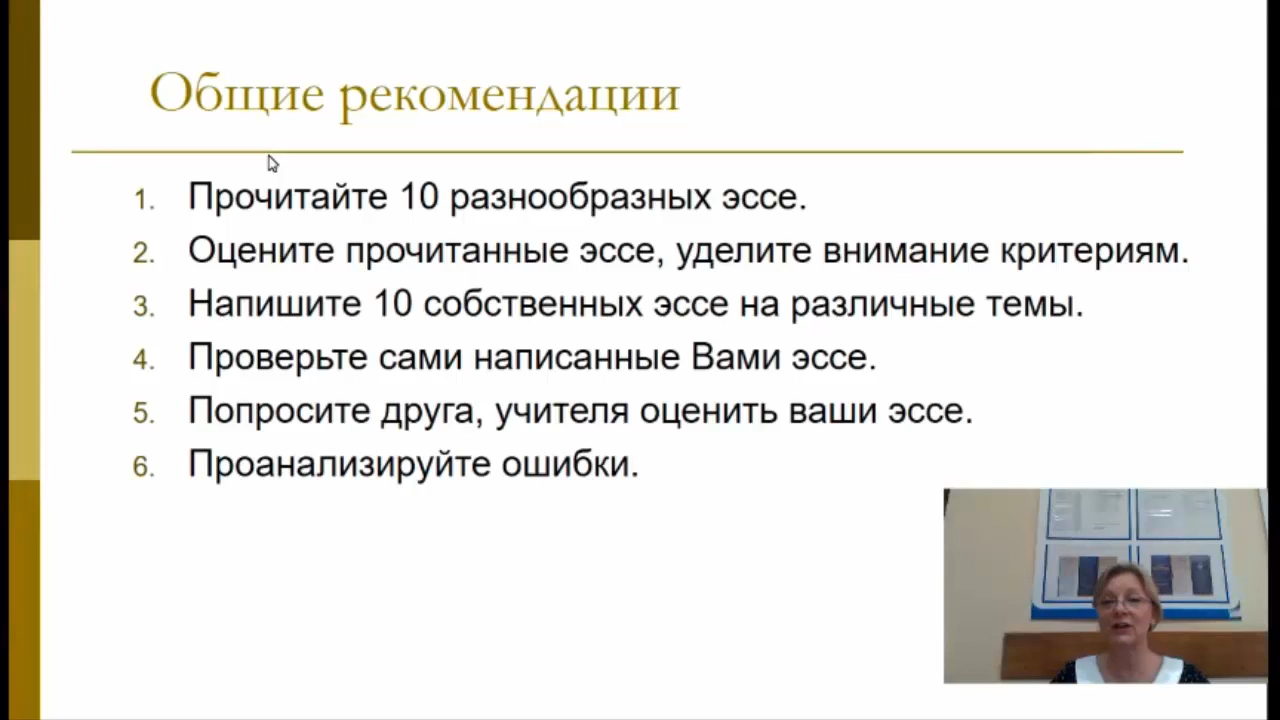 Общие рекомендации
1. Прочитайте 10 разнообразных эссе.
2. Оцените прочитанные эссе, уделите внимание критериям.
3. Напишите 10 собственных эссе на различные темы.
4. Проверьте сами написанные Вами эссе.
5. Попросите друга, учителя оценить ваши эссе.
6. Проанализируйте ошибки.